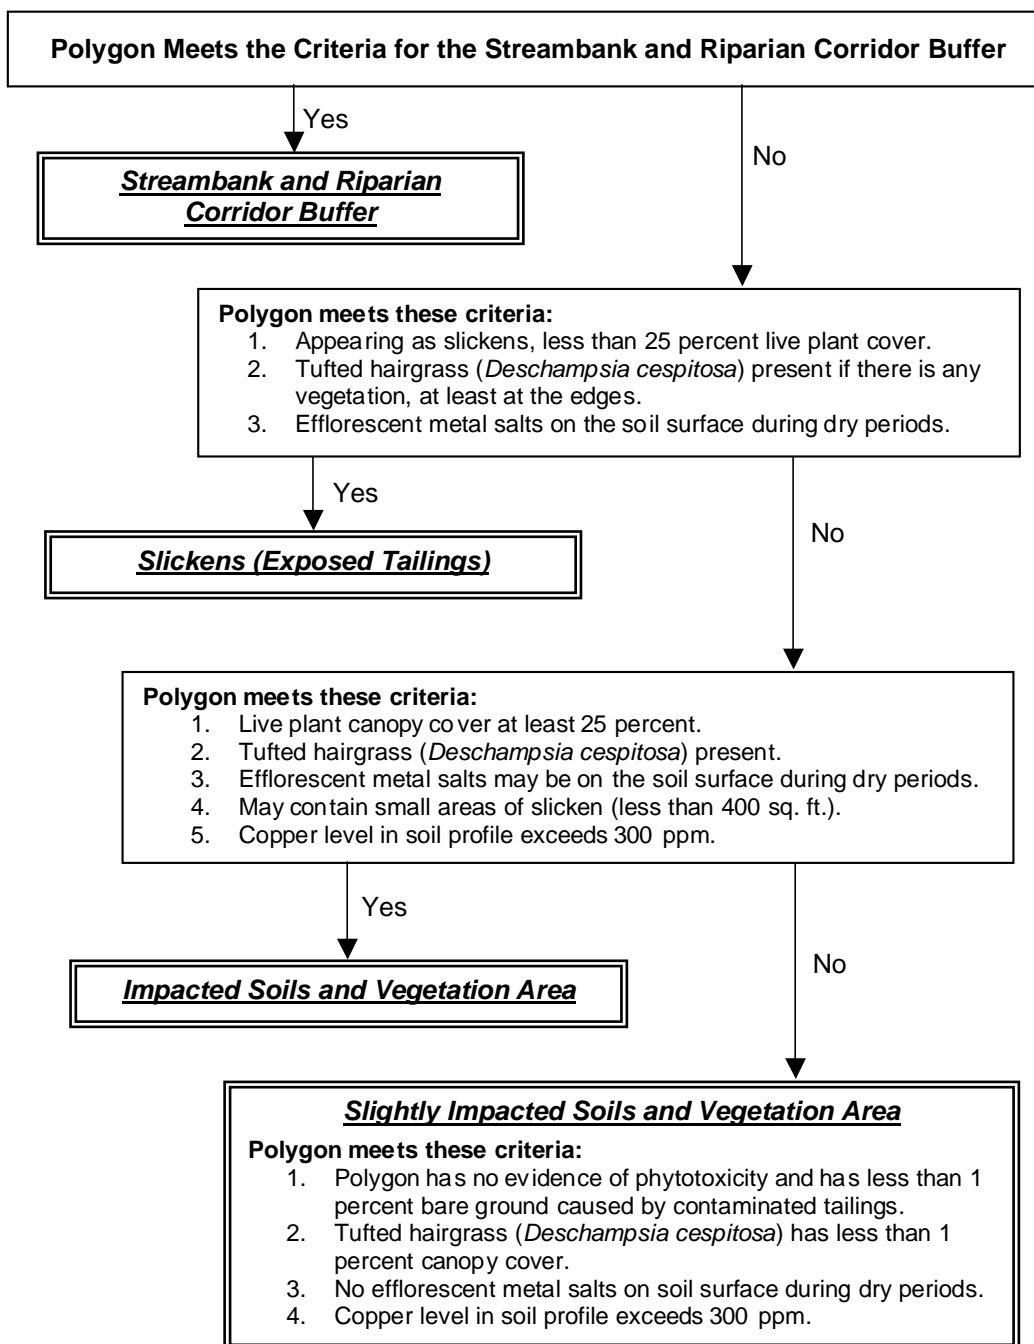 Polygon Meets the Criteria for the Streambank and Riparian Corridor Buffer
Yes
No
Streambank and Riparian
Corridor Buffer
Polygon meets these criteria:
1. Appearing as slickens, less than 25 percent live plant cover.
2. Tufted hairgrass (Deschampsia cespitosa) present if there is any
vegetation, at least at the edges.
3. Efflorescent metal salts on the soil surface during dry periods.
Yes
No
Slickens (Exposed Tailings)
Polygon meets these criteria:
1. Live plant canopy cover at least 25 percent.
2. Tufted hairgrass (Deschampsia cespitosa) present.
3. Efflorescent metal salts may be on the soil surface during dry periods.
4. May contain small areas of slicken (less than 400 sq. ft.).
5. Copper level in soil profile exceeds 300 ppm.
Yes
No
Impacted Soils and Vegetation Area
Slightly Impacted Soils and Vegetation Area
Polygon meets these criteria:
1. Polygon has no evidence of phytotoxicity and has less than 1
percent bare ground caused by contaminated tailings.
2. Tufted hairgrass (Deschampsia cespitosa) has less than 1
percent canopy cover.
3. No efflorescent metal salts on soil surface during dry periods.
4. Copper level in soil profile exceeds 300 ppm.